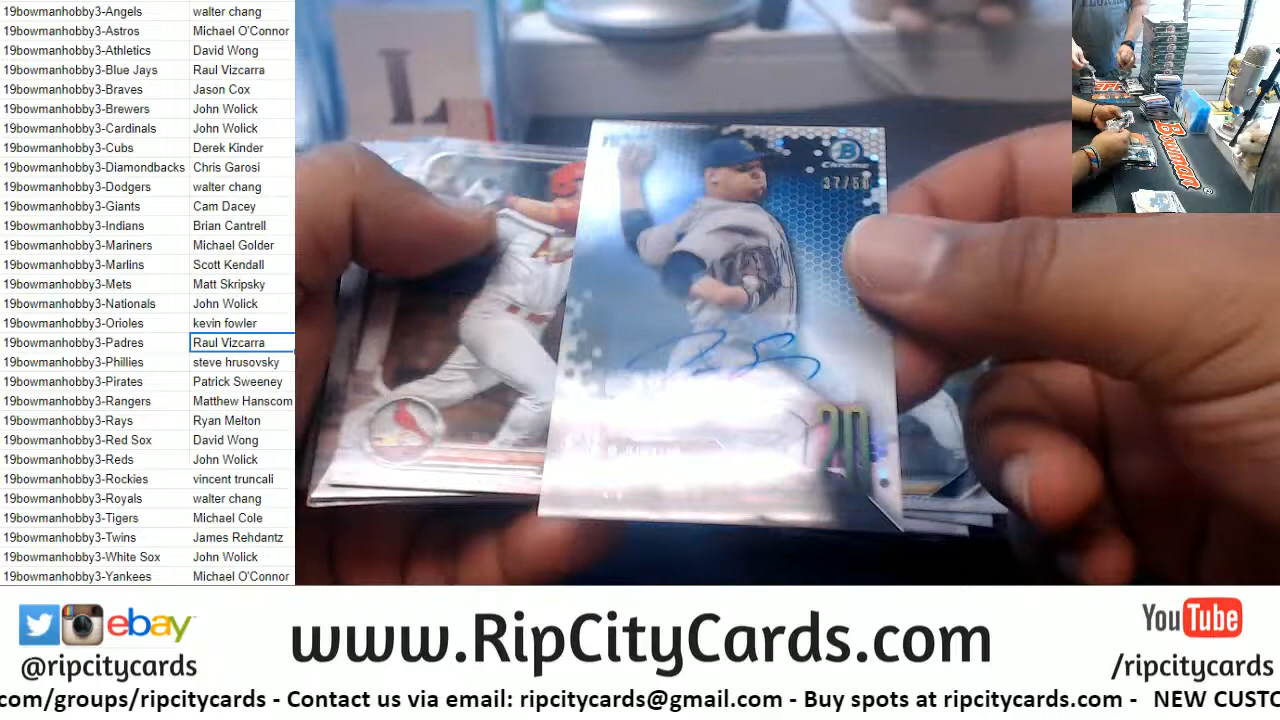 19bowmanhobby3-Angels walter chang
19bowmanhobby3-Astros Michael O'Connor
19bowmanhobby3-Athletics David Wong
19bowmanhobby3-Blue Jays Raul Vizcarra
19bowmanhobby3-Braves Jason Cox
19bowmanhobby3-Brewers John Wolick
19bowmanhobby3-Cardinals John Wolick
19bowmanhobby3-Cubs Derek Kinder
19bowmanhobby3-Diamondbacks Chris Garosi
19bowmanhobby3-Dodgers walter chang
19bowmanhobby3-Giants Cam Dacey
19bowmanhobby3-Indians Brian Cantrell
19bowmanhobby3-Mariners Michael Golder
19bowmanhobby3-Marlins Scott Kendall
19bowmanhobby3-Mets Matt Skripsky
19bowmanhobby3-Nationals John Wolick
19bowmanhobby3-Orioles kevin fowler
19bowmanhobby3-Padres Raul Vizcarra
19bowmanhobby3-Phillies steve hrusovsky
19bowmanhobby3-Pirates Patrick Sweeney
19bowmanhobby3-Rangers Matthew Hanscom
19bowmanhobby3-Rays Ryan Melton
19bowmanhobby3-Red Sox David Wong
19bowmanhobby3-Reds John Wolick
19bowmanhobby3-Rockies vincent truncali
19bowmanhobby3-Royals walter chang
19bowmanhobby3-Tigers Michael Cole
19bowmanhobby3-Twins James Rehdantz
19bowmanhobby3-White Sox John Wolick
19bowmanhobby3-Yankees Michael O'Connor
B
Chrome
37/50
20
Bowman
ebay
@ripcitycards
www.RipCityCards.com
YouTube
/ripcitycards
com/groups/ripcitycards - Contact us via email: ripcitycards@gmail.com - Buy spots at ripcitycards.com - NEW CUSTO